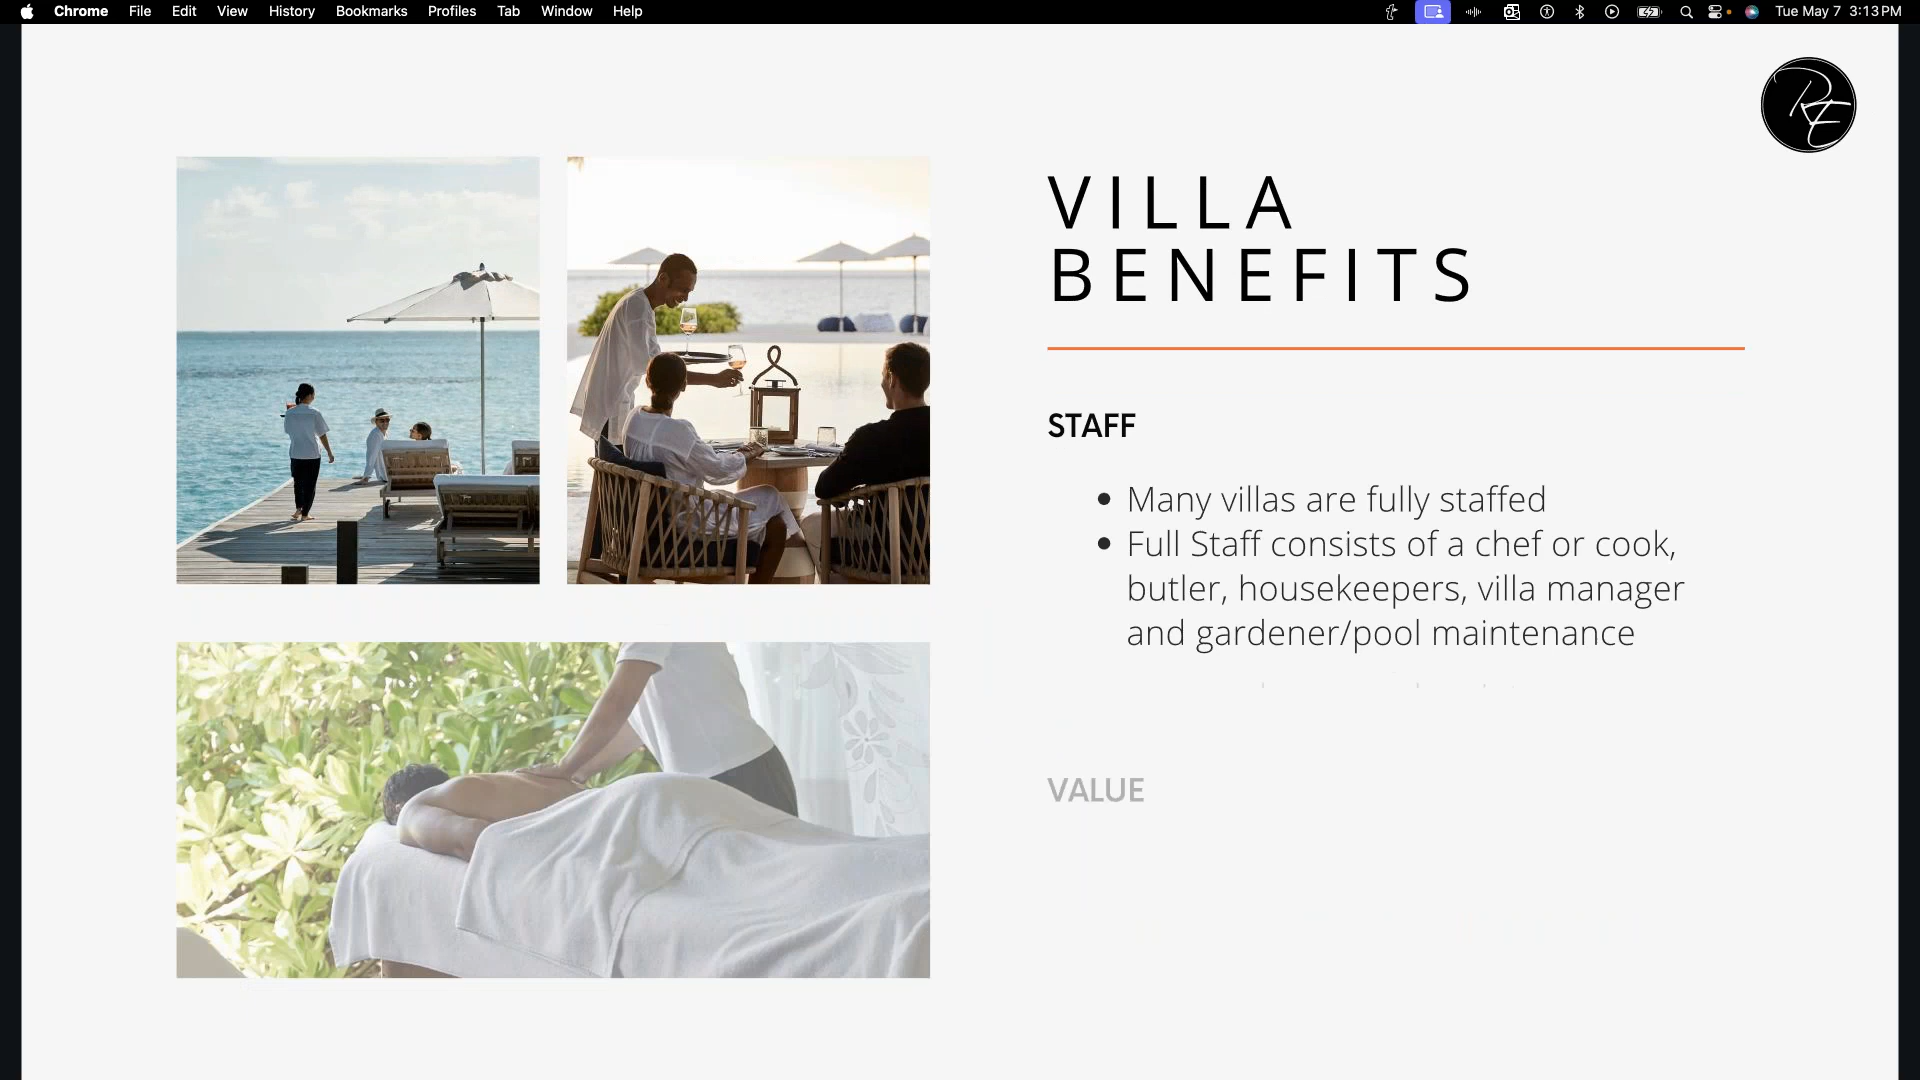 Chrome File Edit View History Bookmarks Profiles Tab Window Help Tue May 7 3:13 PM
RE
VILLA
BENEFITS
STAFF
• Many villas are fully staffed
• Full Staff consists of a chef or cook,
butler, housekeepers, villa manager
and gardener/pool maintenance
VALUE